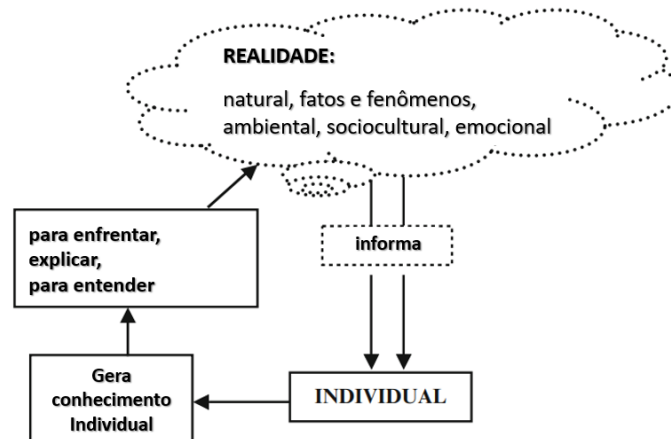 REALIDADE:
natural, fatos e fenômenos,
ambiental, sociocultural, emocional
informa
para enfrentar,
explicar,
para entender
Gera
conhecimento
Individual
INDIVIDUAL